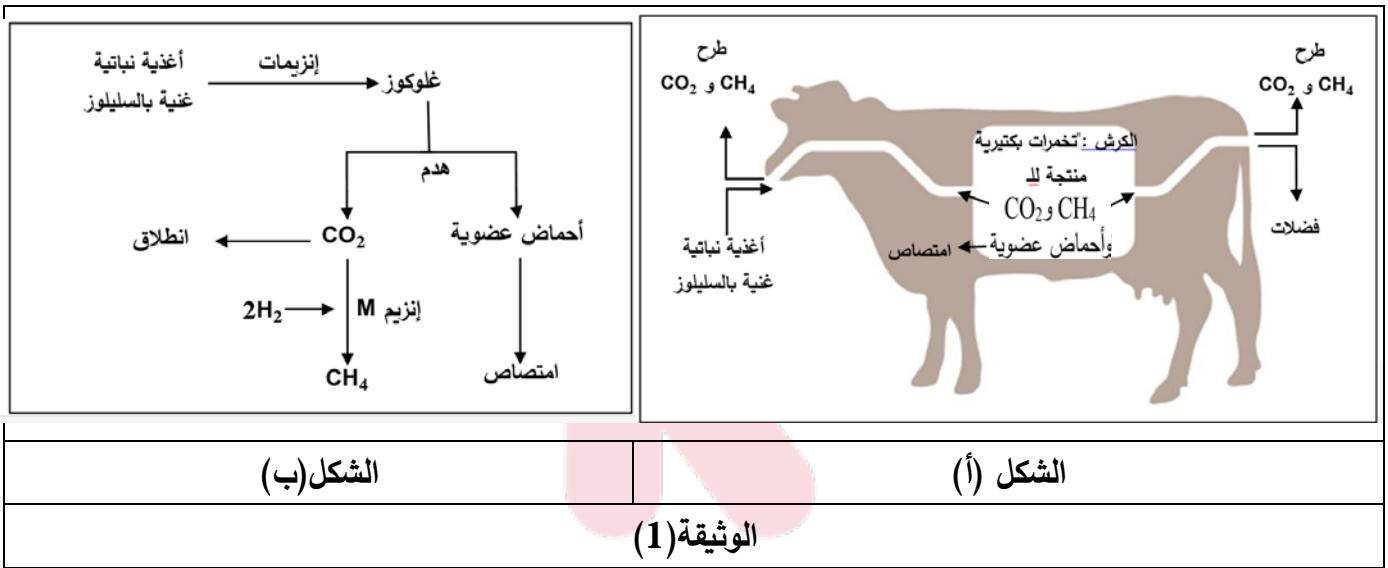 طرح
CO₂ و CH₄
أغذية نباتية
غنية بالسليلوز
الكرش :"تخمرات بكتيرية
منتجة للـ
CO₂ و CH₄
وأحماض عضوية
امتصاص
طرح
CO₂ و CH₄
فضلات
أغذية نباتية
غنية بالسليلوز
إنزيمات
غلوكوز
هدم
أحماض عضوية
CO₂
انطلاق
2H₂
إنزيم M
CH₄
امتصاص
الشكل (أ)
الشكل(ب)
الوثيقة(1)